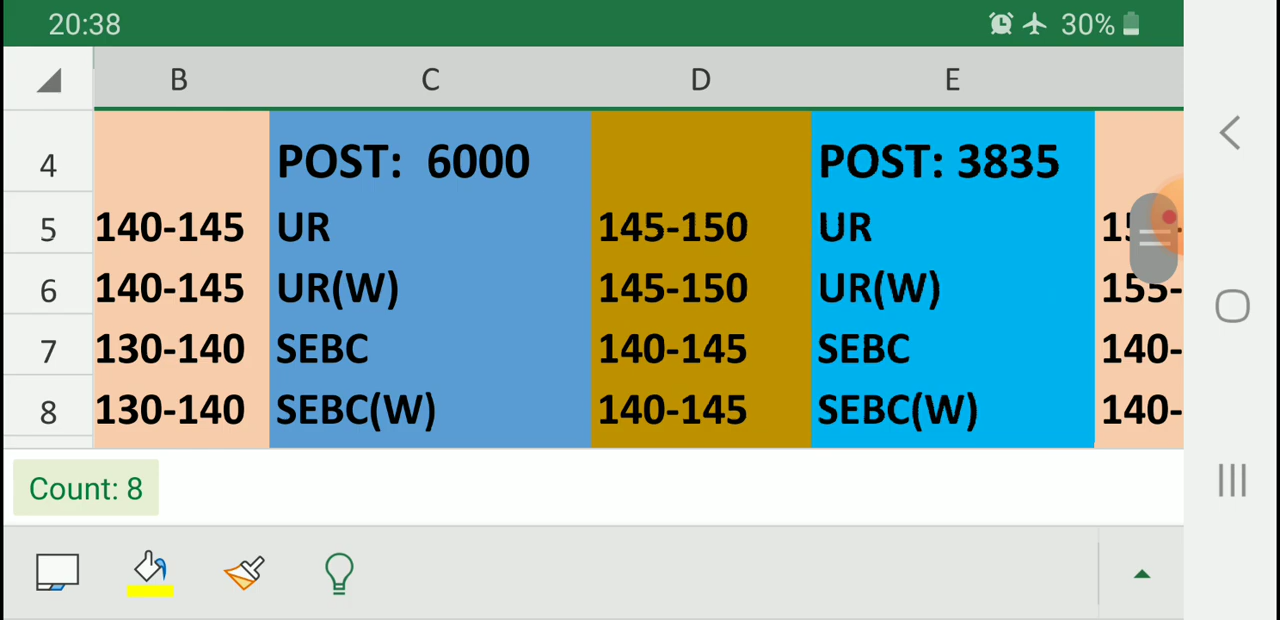 20:38 30%
B C D E
4 POST: 6000 POST: 3835
5 140-145 UR 145-150 UR
6 140-145 UR(W) 145-150 UR(W) 155-
7 130-140 SEBC 140-145 SEBC 140-
8 130-140 SEBC(W) 140-145 SEBC(W) 140-
Count: 8